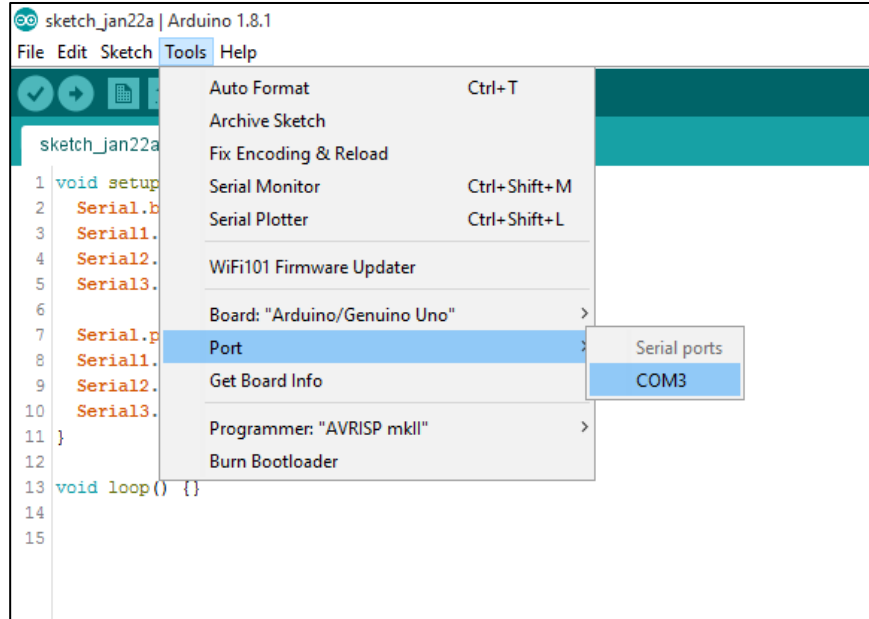 sketch_jan22a | Arduino 1.8.1
File Edit Sketch Tools Help
sketch_jan22a
Auto Format Ctrl+T
Archive Sketch
Fix Encoding & Reload
Serial Monitor Ctrl+Shift+M
Serial Plotter Ctrl+Shift+L
WiFi101 Firmware Updater
Board: "Arduino/Genuino Uno"
Port
Get Board Info
Programmer: "AVRISP mkII"
Burn Bootloader
Serial ports
COM3
1 void setup
2 Serial.b
3 Serial1.
4 Serial2.
5 Serial3.
6
7 Serial.p
8 Serial1.
9 Serial2.
10 Serial3.
11 }
12
13 void loop() {}
14
15